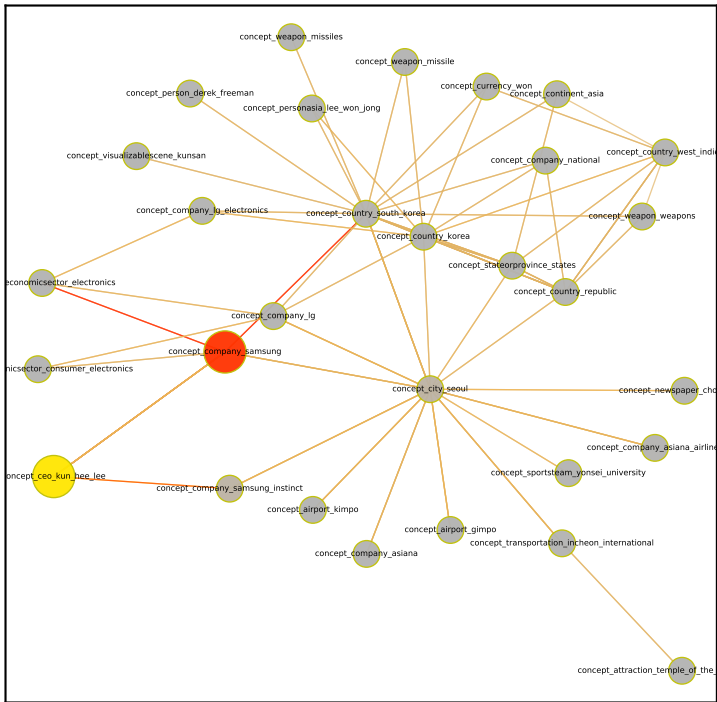 concept_weapon_missiles
concept_weapon_missile
concept_currency_won
concept_person_derek_freeman
concept_continent_asia
concept_personasia_lee_won_jong
concept_visualizablescene_kunsan
concept_country_west_indie
concept_company_national
concept_company_lg_electronics
concept_country_south_korea
concept_weapon_weapons
concept_country_korea
concept_stateorprovince_states
economicsector_electronics
concept_country_republic
concept_company_lg
concept_company_samsung
nicsector_consumer_electronics
concept_city_seoul
concept_newspaper_cho
concept_company_asiana_airline
concept_sportsteam_yonsei_university
oncept_ceo_kun_hee_lee
concept_company_samsung_instinct
concept_airport_kimpo
concept_airport_gimpo
concept_transportation_incheon_international
concept_company_asiana
concept_attraction_temple_of_the_